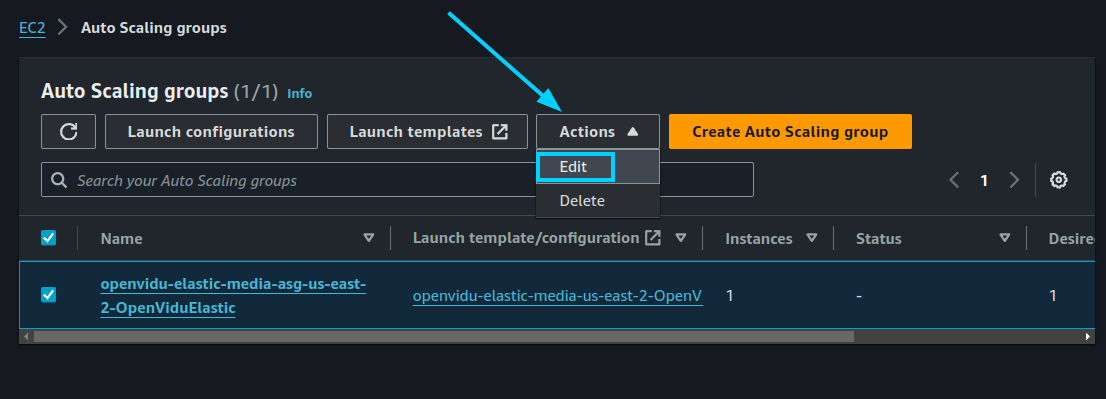 EC2 > Auto Scaling groups
Auto Scaling groups (1/1) Info
Launch configurations Launch templates Actions Create Auto Scaling group
Edit
Search your Auto Scaling groups 1
Delete
Name Launch template/configuration Instances Status Desire
openvidu-elastic-media-asg-us-east-
2-OpenViduElastic
openvidu-elastic-media-us-east-2-OpenV 1 - 1